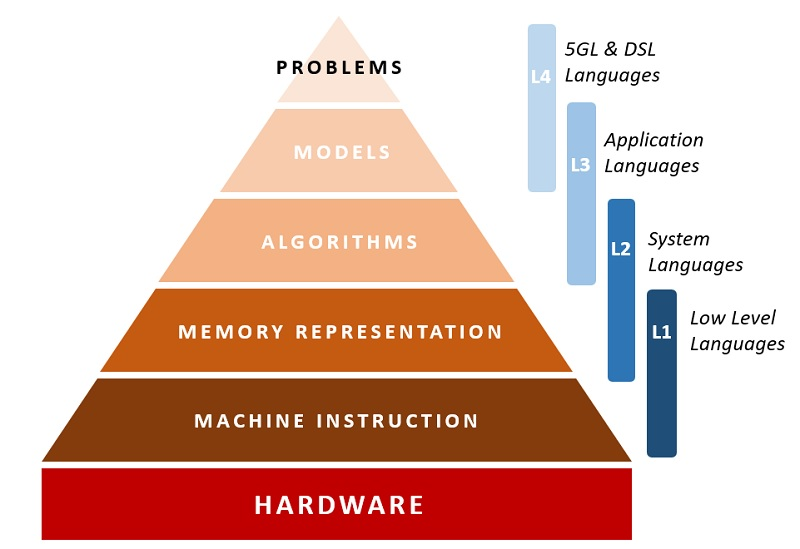 PROBLEMS
MODELS
ALGORITHMS
MEMORY REPRESENTATION
MACHINE INSTRUCTION
HARDWARE
L4
5GL & DSL
Languages
L3
Application
Languages
L2
System
Languages
L1
Low Level
Languages